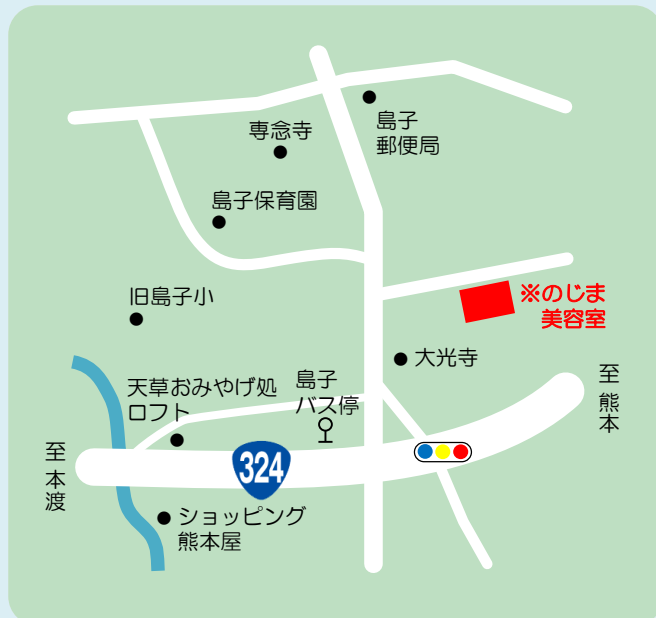 島子
郵便局
専念寺
島子保育園
※のじま
美容室
旧島子小
大光寺
島子
バス停
天草おみやげ処
ロフト
至熊本
至本渡
324
ショッピング
熊本屋